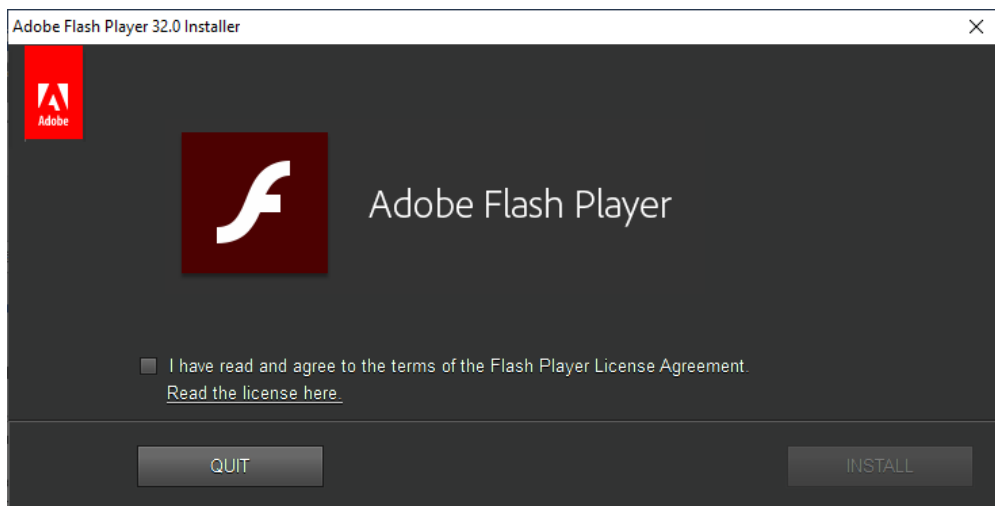 Adobe Flash Player 32.0 Installer
Adobe
Adobe Flash Player
I have read and agree to the terms of the Flash Player License Agreement.
Read the license here.
QUIT
INSTALL